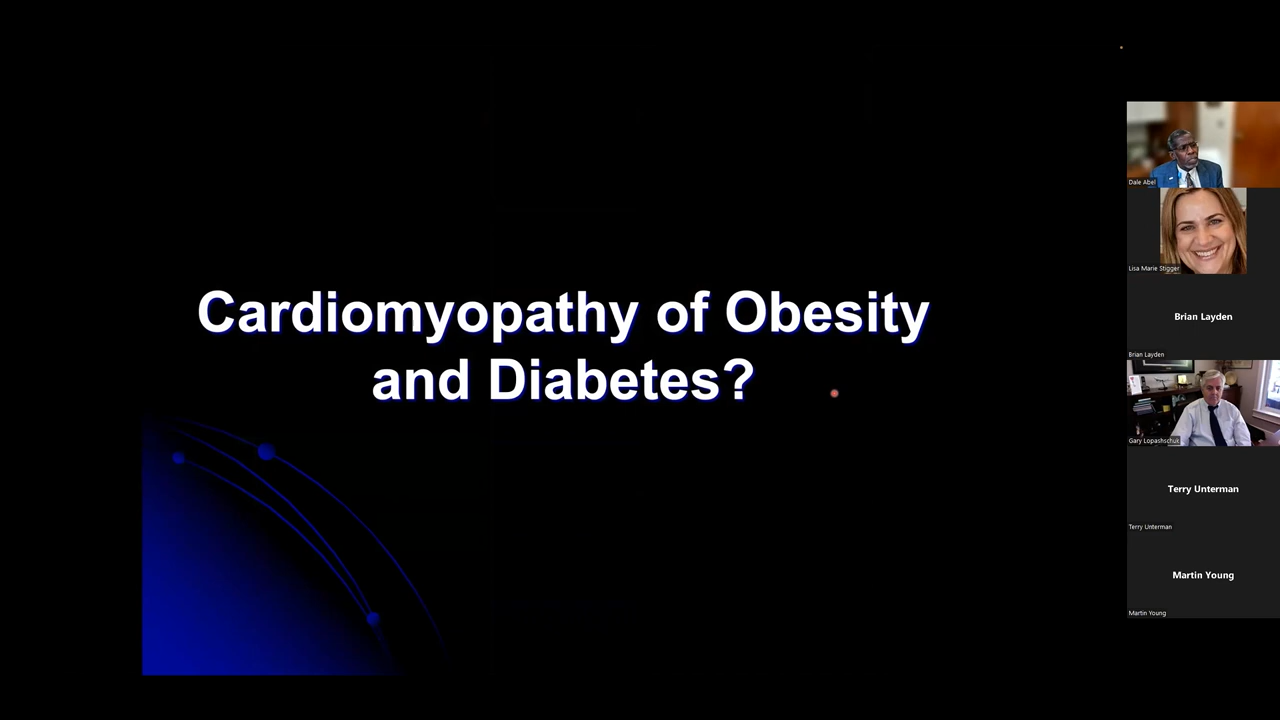 Cardiomyopathy of Obesity
and Diabetes?
Dale Abel
Lisa Marie Stigger
Brian Layden
Brian Layden
Gary Lopashschuk
Terry Unterman
Terry Unterman
Martin Young
Martin Young